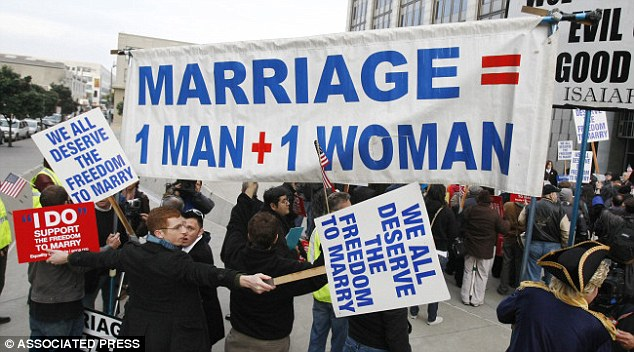 MARRIAGE =
1 MAN + 1 WOMAN
EVIL
GOOD
ISAIAH
WE ALL
DESERVE
THE
FREEDOM
TO MARRY
"I DO"
SUPPORT
THE FREEDOM
TO MARRY
WE ALL
DESERVE
THE
FREEDOM
TO MARRY
MARRIAGE
© ASSOCIATED PRESS